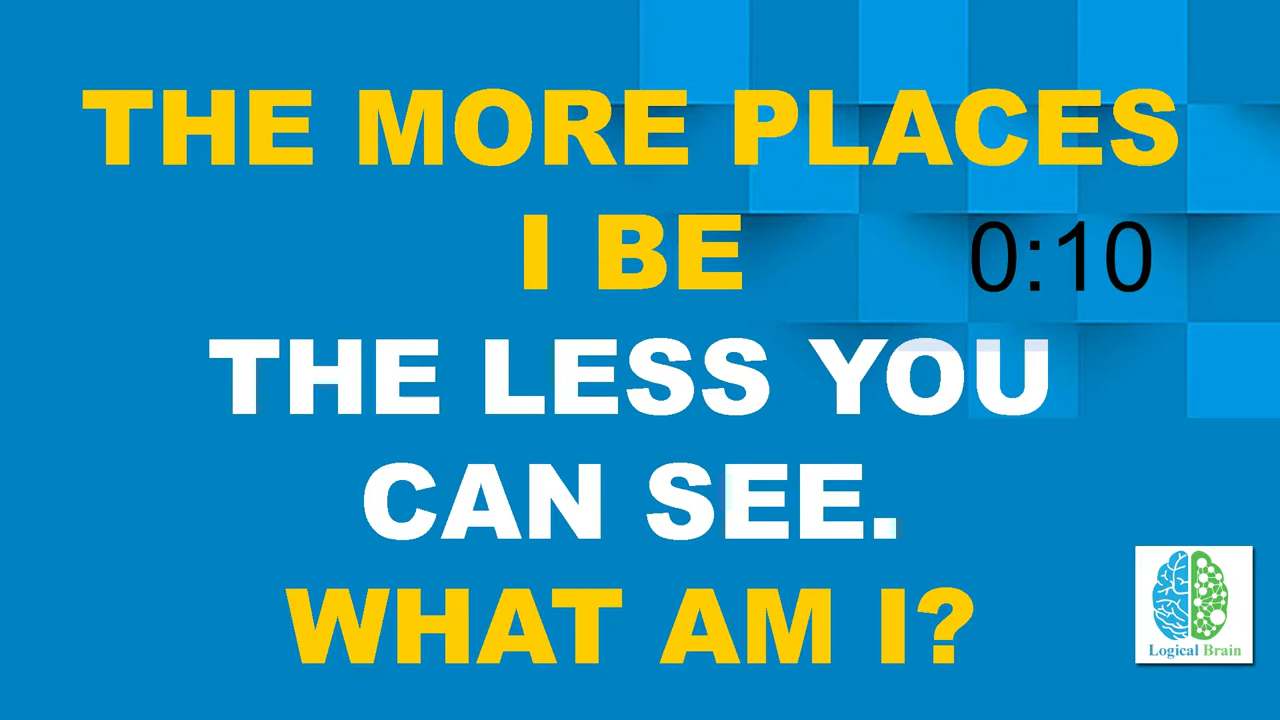 THE MORE PLACES
I BE
0:10
THE LESS YOU
CAN SEE.
WHAT AM I?
Logical Brain